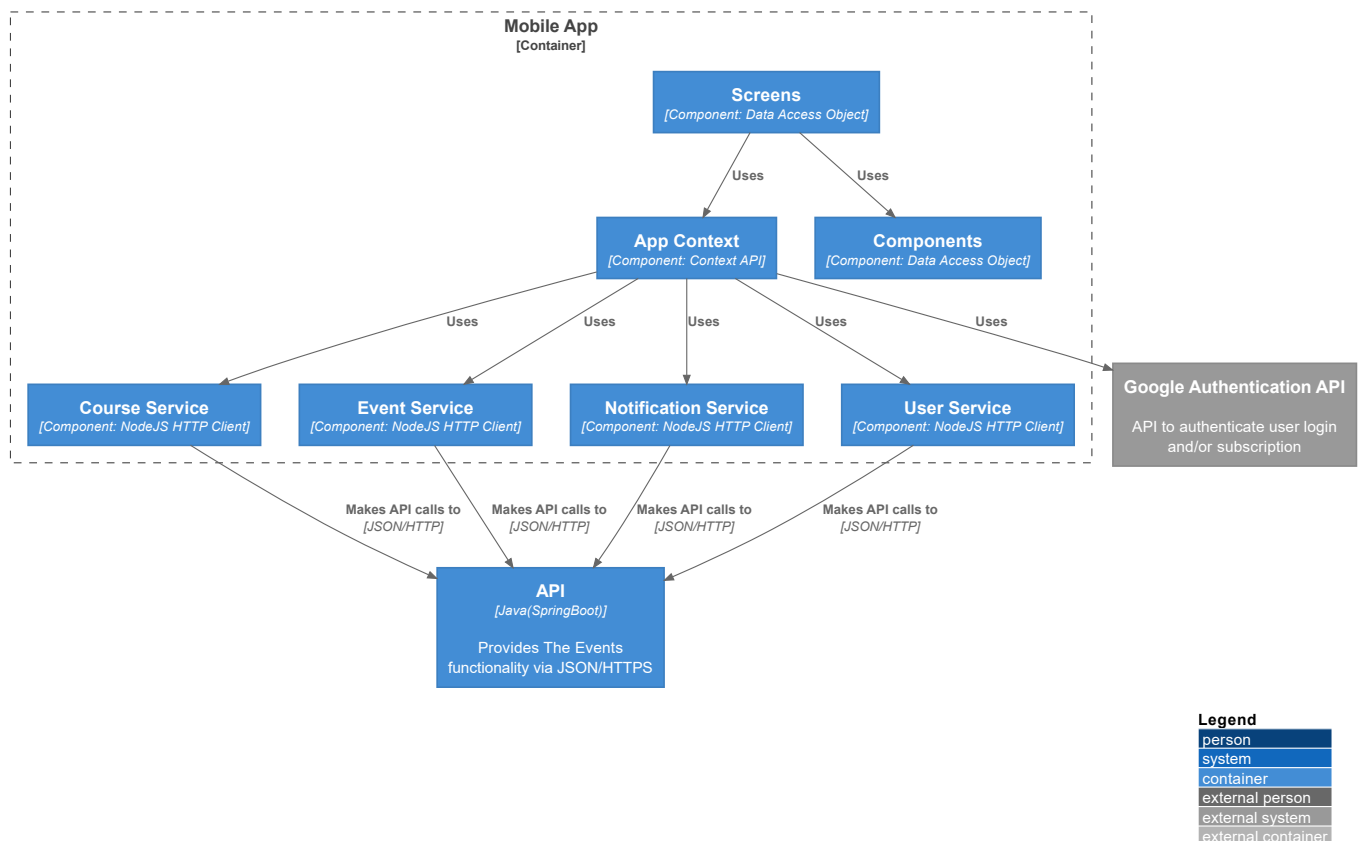 Mobile App
[Container]
Screens
[Component: Data Access Object]
Uses
Uses
App Context
[Component: Context API]
Components
[Component: Data Access Object]
Uses
Uses
Uses
Uses
Uses
Course Service
[Component: NodeJS HTTP Client]
Event Service
[Component: NodeJS HTTP Client]
Notification Service
[Component: NodeJS HTTP Client]
User Service
[Component: NodeJS HTTP Client]
Google Authentication API
API to authenticate user login
and/or subscription
Makes API calls to
[JSON/HTTP]
Makes API calls to
[JSON/HTTP]
Makes API calls to
[JSON/HTTP]
Makes API calls to
[JSON/HTTP]
API
[Java(SpringBoot)]
Provides The Events
functionality via JSON/HTTPS
Legend
person
system
container
external person
external system
external container